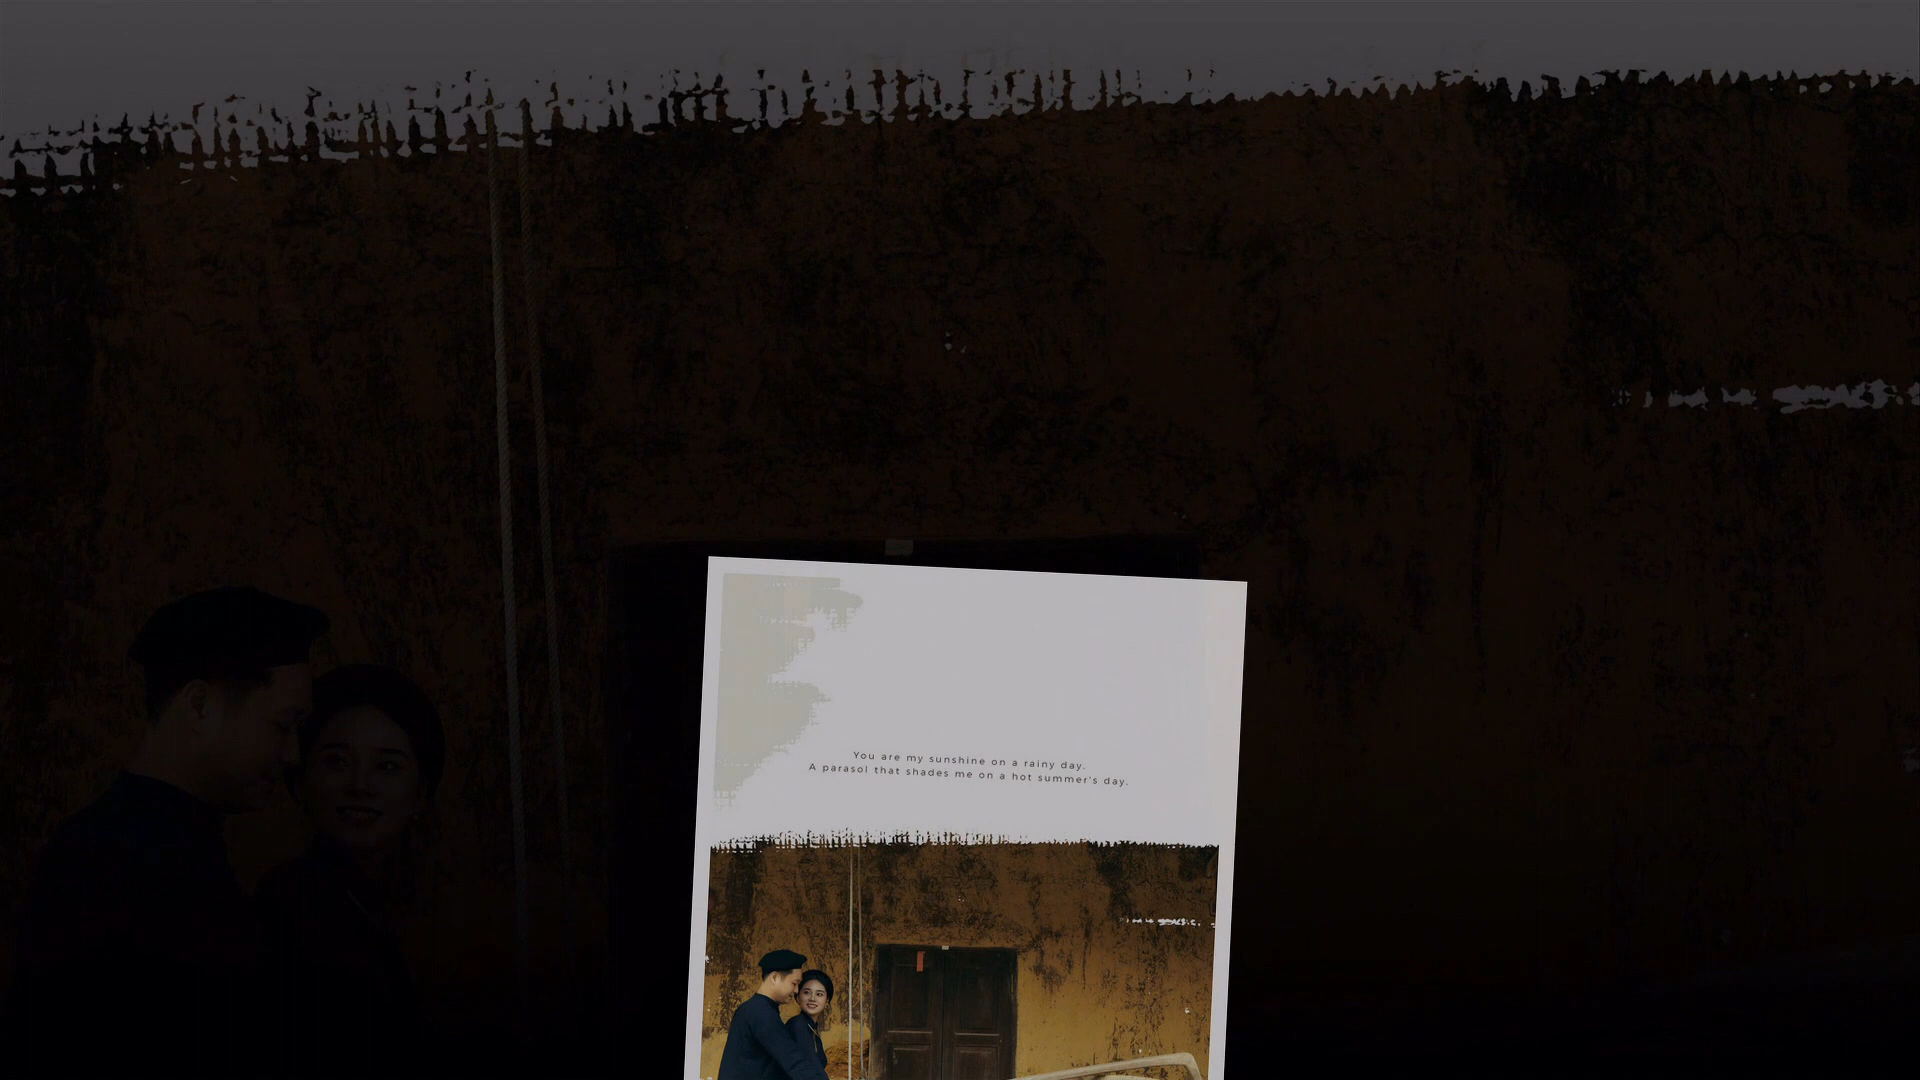 You are my sunshine on a rainy day.
A parasol that shades me on a hot summer's day.